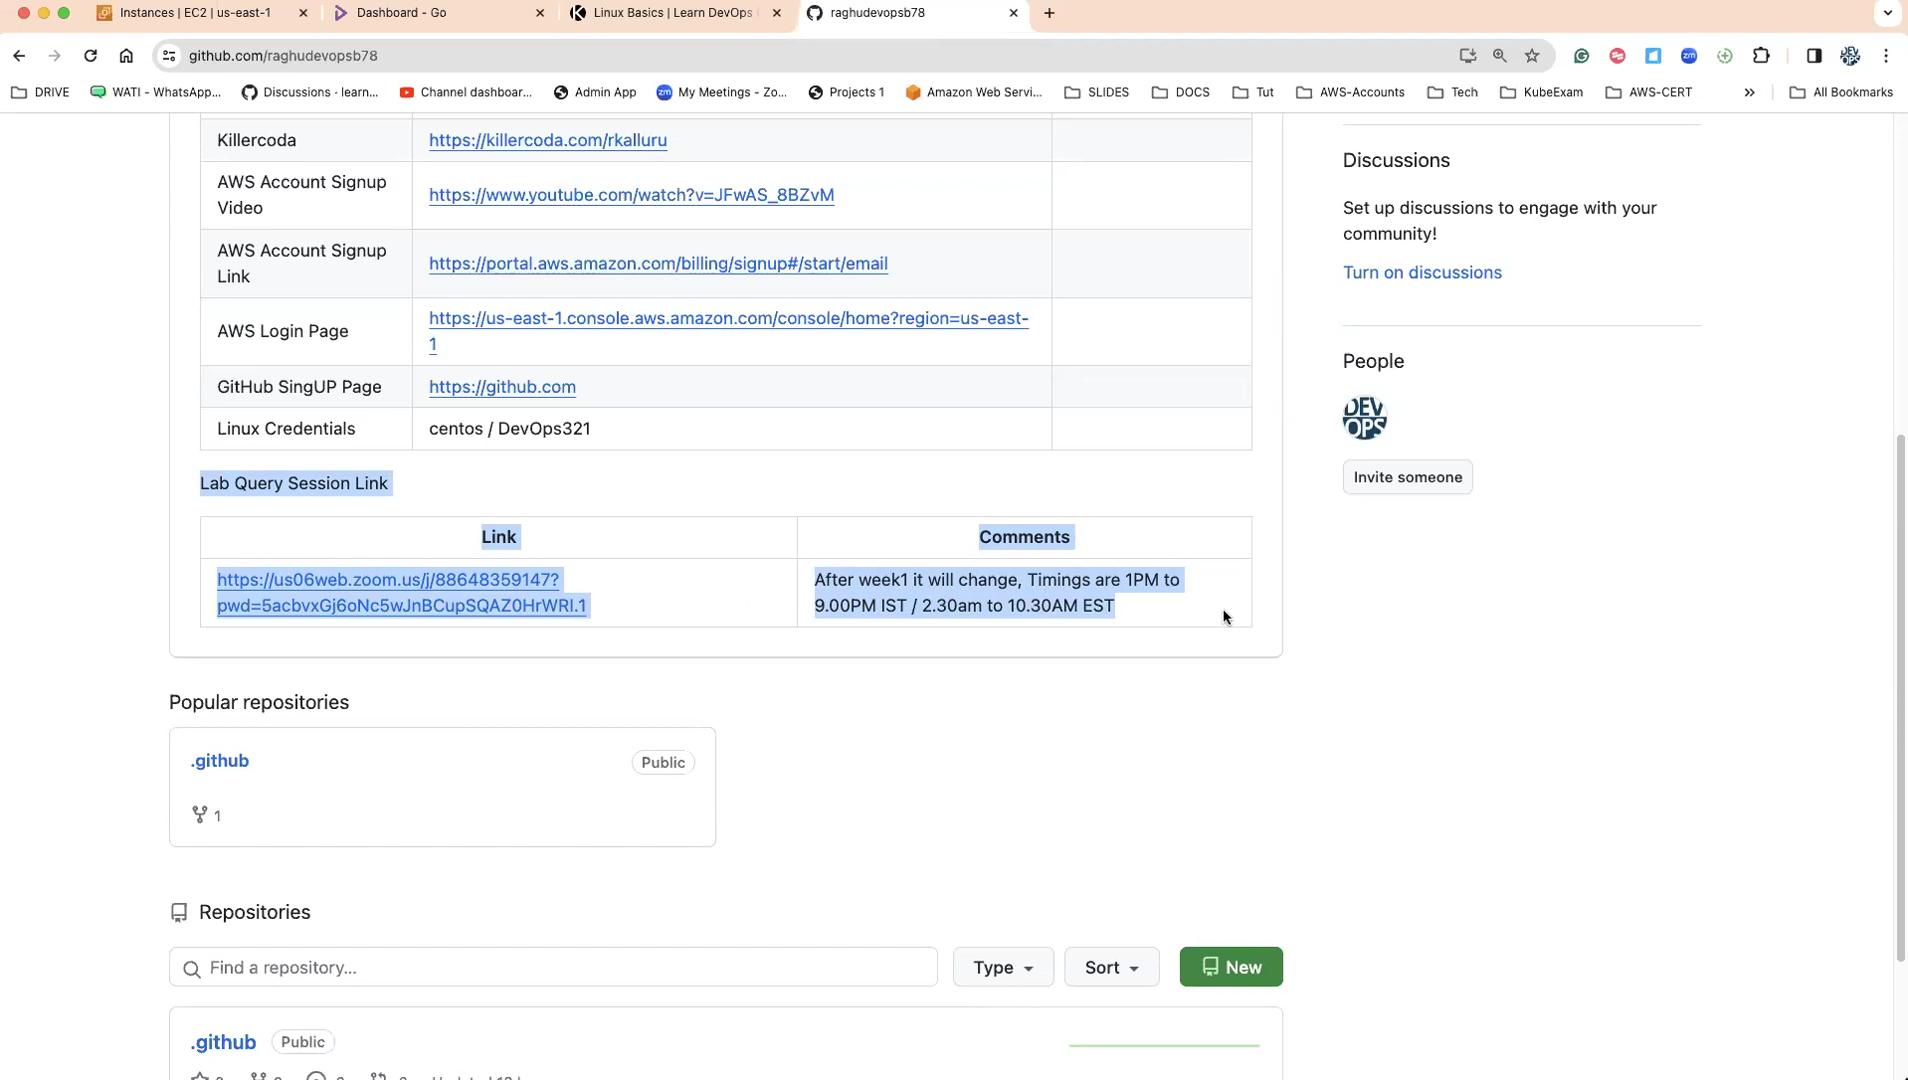 Instances | EC2 | us-east-1
Dashboard - Go
Linux Basics | Learn DevOps
raghudevopsb78
github.com/raghudevopsb78
DRIVE
WATI - WhatsApp...
Discussions · learn...
Channel dashboar...
Admin App
My Meetings - Zo...
Projects 1
Amazon Web Servi...
SLIDES
DOCS
Tut
AWS-Accounts
Tech
KubeExam
AWS-CERT
»
All Bookmarks
Killercoda
https://killercoda.com/rkalluru
AWS Account Signup
Video
https://www.youtube.com/watch?v=JFwAS_8BZvM
AWS Account Signup
Link
https://portal.aws.amazon.com/billing/signup#/start/email
AWS Login Page
https://us-east-1.console.aws.amazon.com/console/home?region=us-east-
1
GitHub SingUP Page
https://github.com
Linux Credentials
centos / DevOps321
Lab Query Session Link
Link
Comments
https://us06web.zoom.us/j/88648359147?
pwd=5acbvxGj6oNc5wJnBCupSQAZ0HrWRI.1
After week1 it will change, Timings are 1PM to
9.00PM IST / 2.30am to 10.30AM EST
Popular repositories
.github
Public
1
Repositories
Find a repository...
Type
Sort
New
.github
Public
Discussions
Set up discussions to engage with your
community!
Turn on discussions
People
DEV
OPS
Invite someone